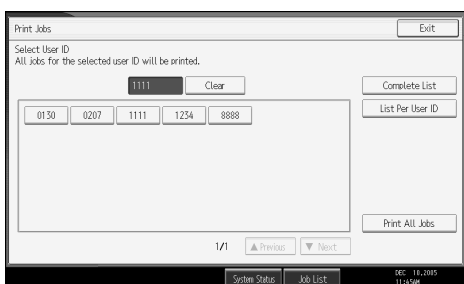 Print Jobs Exit
Select User ID
All jobs for the selected user ID will be printed.
1111 Clear Complete List
0130 0207 1111 1234 8888 List Per User ID
Print All Jobs
1/1 ▲ Previous ▼ Next
System Status Job List DEC 10,2005
11:45AM